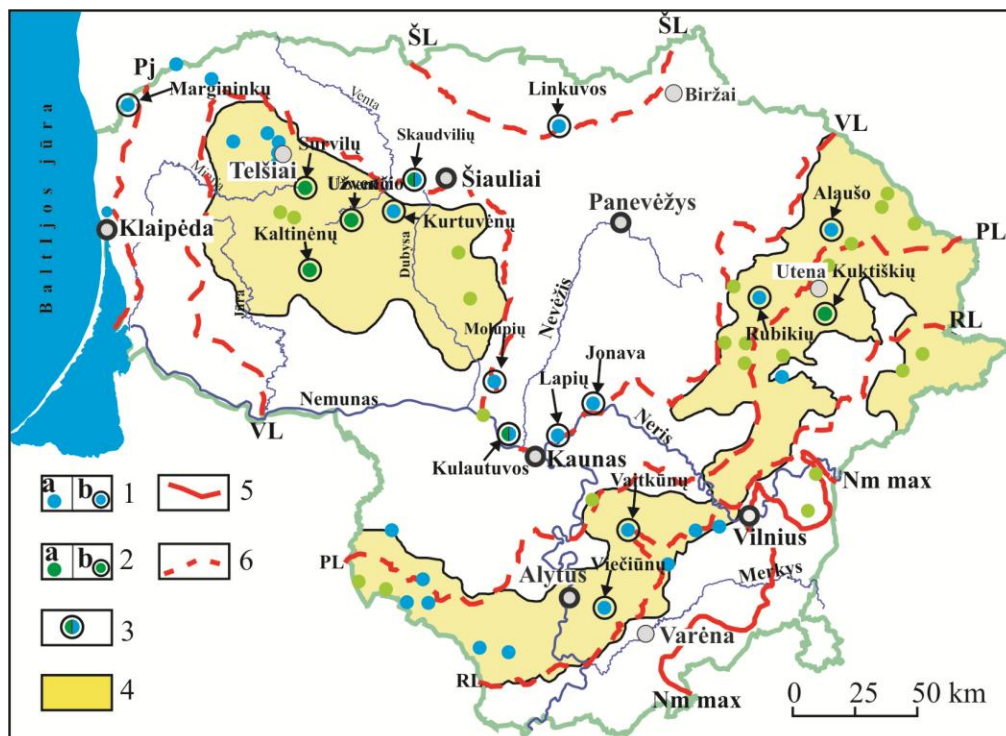 ŠL
ŠL
Pj
Margininkų
Venta
Linkuvos
Biržai
Skaudvilių
VL
Survilų
Telšiai
Šiauliai
Alaušo
Baltijos jūra
Minija
Kurtuvėnų
Panevėžys
Klaipėda
Kaltinėnų
Dubysa
PL
Utena
Kuktiškių
Jūra
Nevėžis
Rubikių
RL
Molupių
Jonava
Lapių
Nemunas
Neris
VL
Kulautuvos
Kaunas
Vaitkūnų
Nm max
a b 1
5
Vilnius
a b 2
6
PL
Viečiūnų
Alytus
Merkys
3
Varėna
4
RL
Nm max
0 50 km